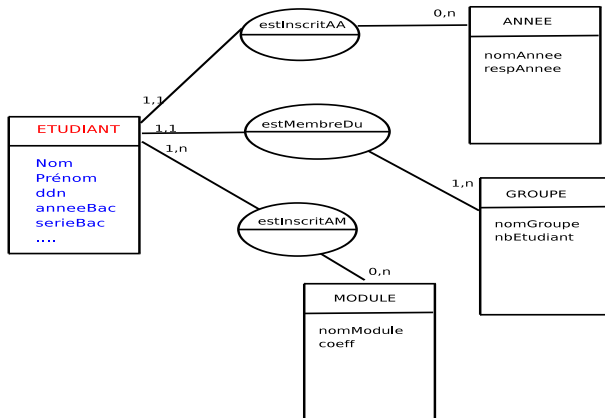 estInscritAA
0,n
ANNEE
nomAnnee
respAnnee
1,1
ETUDIANT
1,1
estMembreDu
1,n
Nom
Prénom
ddn
anneeBac
serieBac
....
1,n
GROUPE
nomGroupe
nbEtudiant
estInscritAM
0,n
MODULE
nomModule
coeff